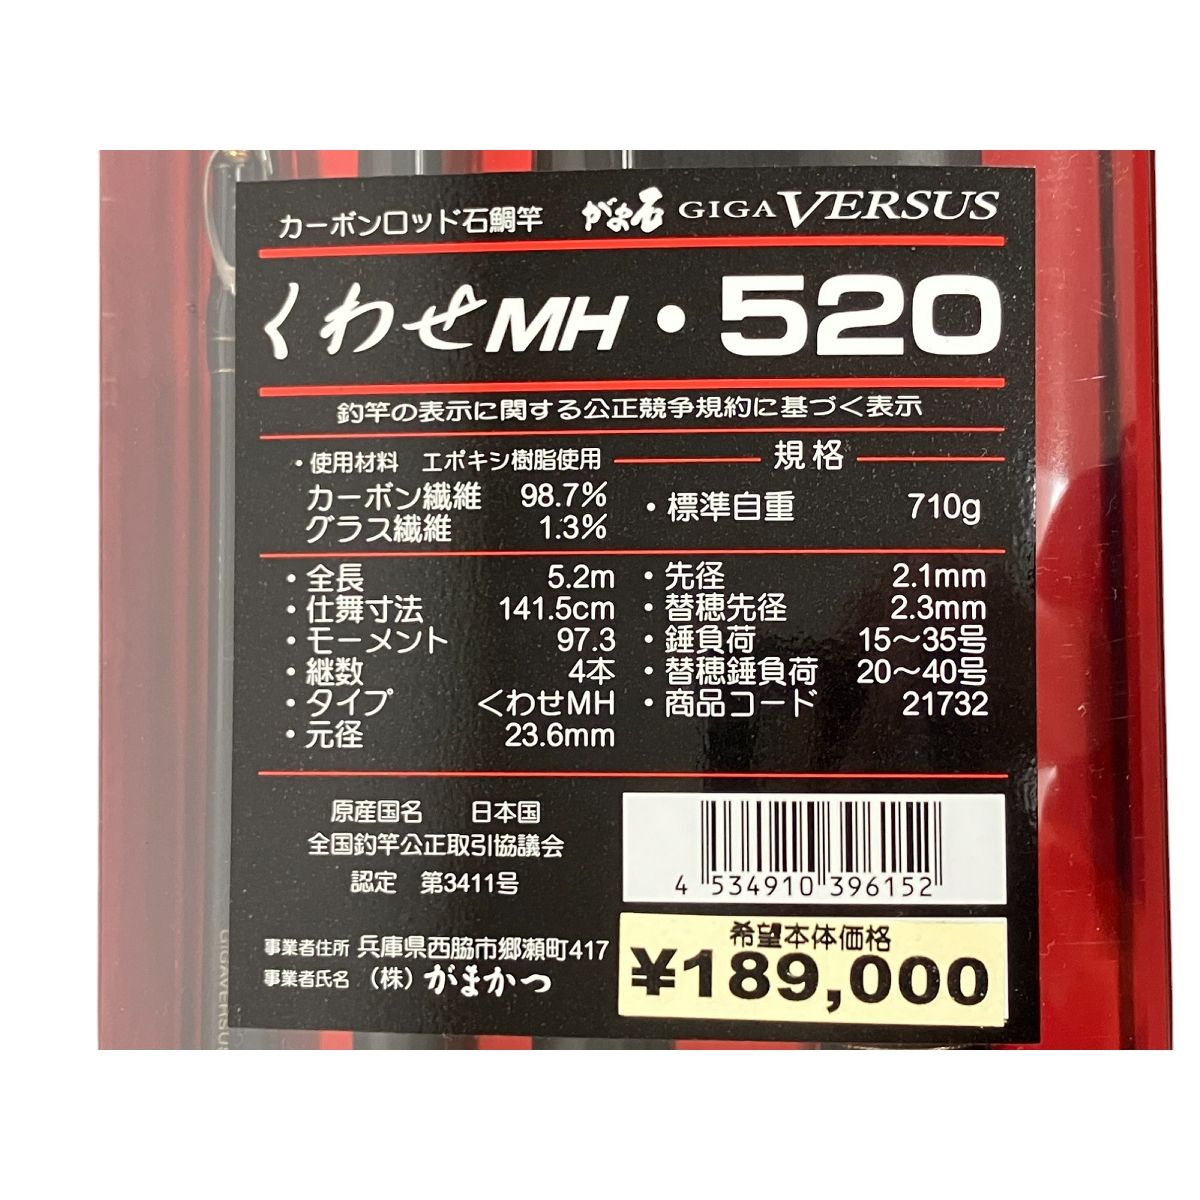 カーボンロッド石鯛竿 がま石 GIGA VERSUS
くわせMH・520
釣竿の表示に関する公正競争規約に基づく表示
・使用材料 エポキシ樹脂使用
カーボン繊維 98.7%
グラス繊維 1.3%
規格
・標準自重 710g
・全長 5.2m
・仕舞寸法 141.5cm
・モーメント 97.3
・継数 4本
・タイプ くわせMH
・元径 23.6mm
・先径 2.1mm
・替穂先径 2.3mm
・錘負荷 15〜35号
・替穂錘負荷 20〜40号
・商品コード 21732
原産国名 日本国
全国釣竿公正取引協議会
認定 第3411号
4 534910 396152
事業者住所 兵庫県西脇市郷瀬町417
事業者氏名 (株)がまかつ
希望本体価格
¥189,000
GIGAVERSUS